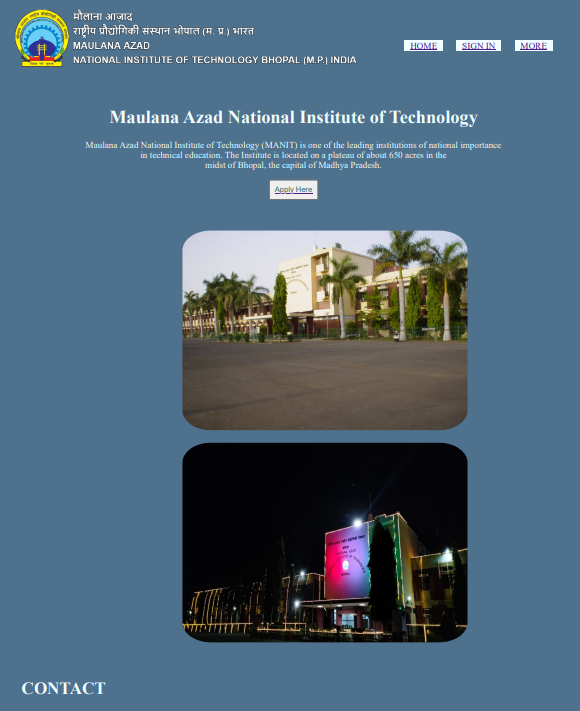 मौलाना आजाद
राष्ट्रीय प्रौद्योगिकी संस्थान भोपाल (म. प्र.) भारत
MAULANA AZAD
NATIONAL INSTITUTE OF TECHNOLOGY BHOPAL (M.P.) INDIA
HOME SIGN IN MORE
Maulana Azad National Institute of Technology
Maulana Azad National Institute of Technology (MANIT) is one of the leading institutions of national importance
in technical education. The Institute is located on a plateau of about 650 acres in the
midst of Bhopal, the capital of Madhya Pradesh.
Apply Here
CONTACT